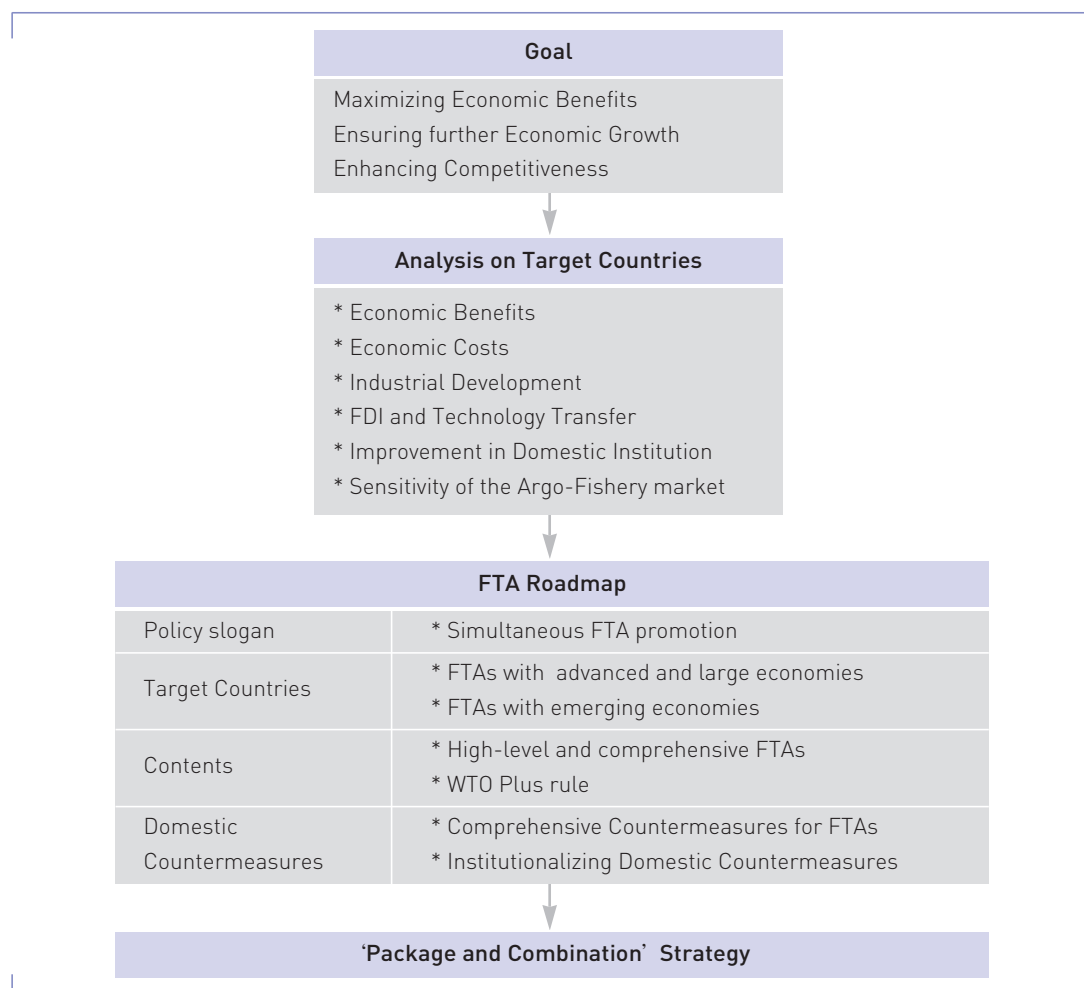 Goal
Maximizing Economic Benefits
Ensuring further Economic Growth
Enhancing Competitiveness
Analysis on Target Countries
* Economic Benefits
* Economic Costs
* Industrial Development
* FDI and Technology Transfer
* Improvement in Domestic Institution
* Sensitivity of the Argo-Fishery market
FTA Roadmap
Policy slogan
* Simultaneous FTA promotion
Target Countries
* FTAs with advanced and large economies
* FTAs with emerging economies
Contents
* High-level and comprehensive FTAs
* WTO Plus rule
Domestic
Countermeasures
* Comprehensive Countermeasures for FTAs
* Institutionalizing Domestic Countermeasures
‘Package and Combination’ Strategy